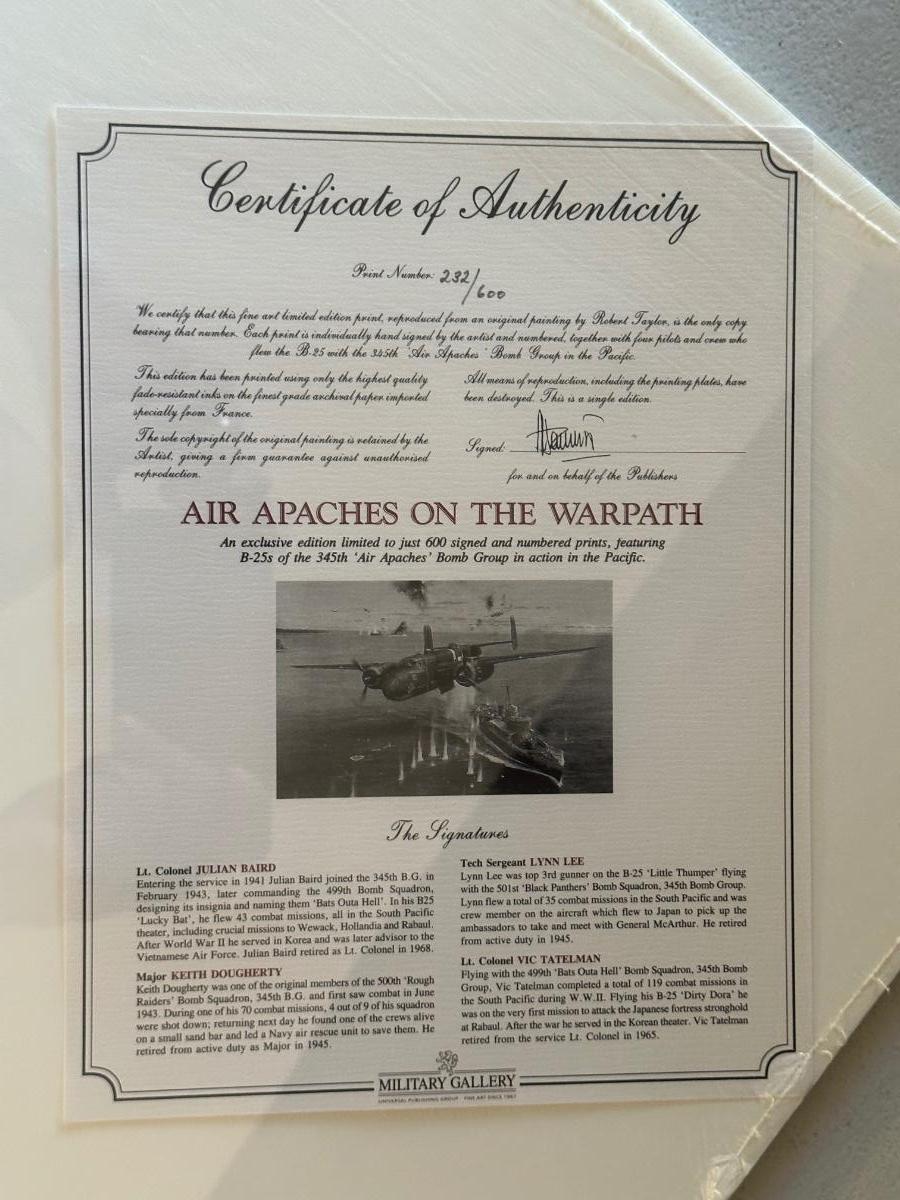 Certificate of Authenticity
Print Number: 232/600
We certify that this fine art limited edition print, reproduced from an original painting by Robert Taylor, is the only copy
bearing that number. Each print is individually hand signed by the artist and numbered, together with four pilots and crew who
flew the B-25 with the 345th 'Air Apaches' Bomb Group in the Pacific.
This edition has been printed using only the highest quality
fade-resistant inks on the finest grade archival paper imported
specially from France.
The sole copyright of the original painting is retained by the
Artist, giving a firm guarantee against unauthorised
reproduction.
All means of reproduction, including the printing plates, have
been destroyed. This is a single edition.
Signed:
for and on behalf of the Publishers
AIR APACHES ON THE WARPATH
An exclusive edition limited to just 600 signed and numbered prints, featuring
B-25s of the 345th 'Air Apaches' Bomb Group in action in the Pacific.
The Signatures
Lt. Colonel JULIAN BAIRD
Entering the service in 1941 Julian Baird joined the 345th B.G. in
February 1943, later commanding the 499th Bomb Squadron,
designing its insignia and naming them 'Bats Outa Hell'. In his B25
'Lucky Bat', he flew 43 combat missions, all in the South Pacific
theater, including crucial missions to Wewack, Hollandia and Rabaul.
After World War II he served in Korea and was later advisor to the
Vietnamese Air Force. Julian Baird retired as Lt. Colonel in 1968.
Major KEITH DOUGHERTY
Keith Dougherty was one of the original members of the 500th 'Rough
Raiders' Bomb Squadron, 345th B.G. and first saw combat in June
1943. During one of his 70 combat missions, 4 out of 9 of his squadron
were shot down; returning next day he found one of the crews alive
on a small sand bar and led a Navy air rescue unit to save them. He
retired from active duty as Major in 1945.
Tech Sergeant LYNN LEE
Lynn Lee was top 3rd gunner on the B-25 'Little Thumper' flying
with the 501st 'Black Panthers' Bomb Squadron, 345th Bomb Group.
Lynn flew a total of 35 combat missions in the South Pacific and was
crew member on the aircraft which flew to Japan to pick up the
ambassadors to take and meet with General McArthur. He retired
from active duty in 1945.
Lt. Colonel VIC TATELMAN
Flying with the 499th 'Bats Outa Hell' Bomb Squadron, 345th Bomb
Group, Vic Tatelman completed a total of 119 combat missions in
the South Pacific during W.W.II. Flying his B-25 'Dirty Dora' he
was on the very first mission to attack the Japanese fortress stronghold
at Rabaul. After the war he served in the Korean theater. Vic Tatelman
retired from the service Lt. Colonel in 1965.
MILITARY GALLERY
UNIVERSAL PUBLISHING GROUP · FINE ART SINCE 1967